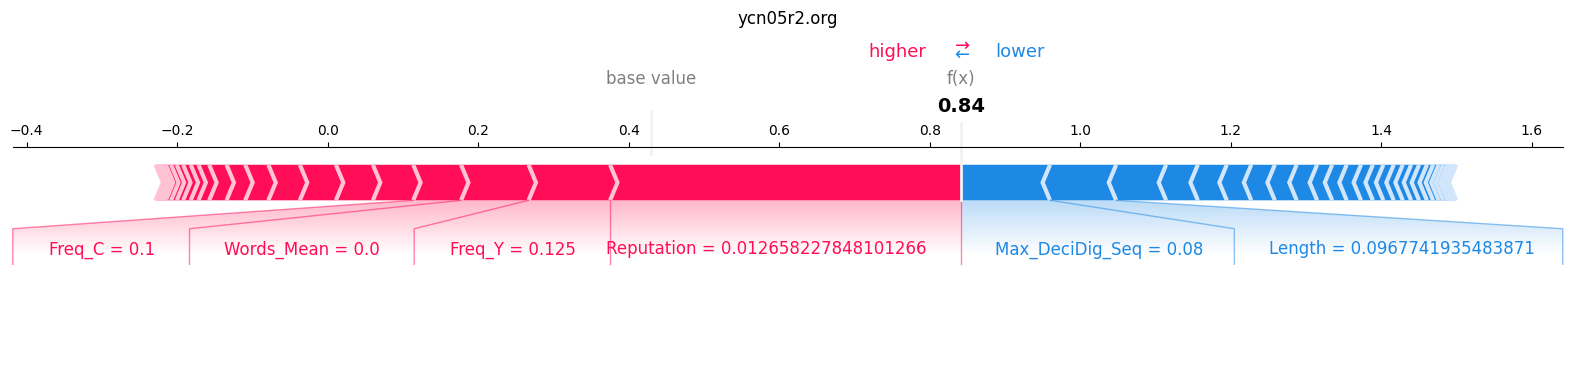 ycn05r2.org
higher ⇄ lower
base value f(x)
0.84
−0.4 −0.2 0.0 0.2 0.4 0.6 0.8 1.0 1.2 1.4 1.6
Freq_C = 0.1 Words_Mean = 0.0 Freq_Y = 0.125 Reputation = 0.012658227848101266 Max_DeciDig_Seq = 0.08 Length = 0.0967741935483871